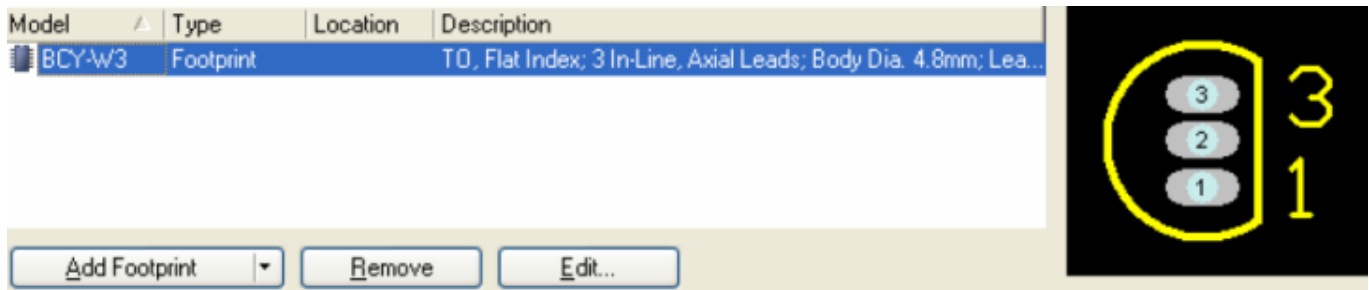 Model Type Location Description
BCY-W3 Footprint TO, Flat Index; 3 In-Line, Axial Leads; Body Dia. 4.8mm; Lea...
Add Footprint Remove Edit...
3 3
2
1 1